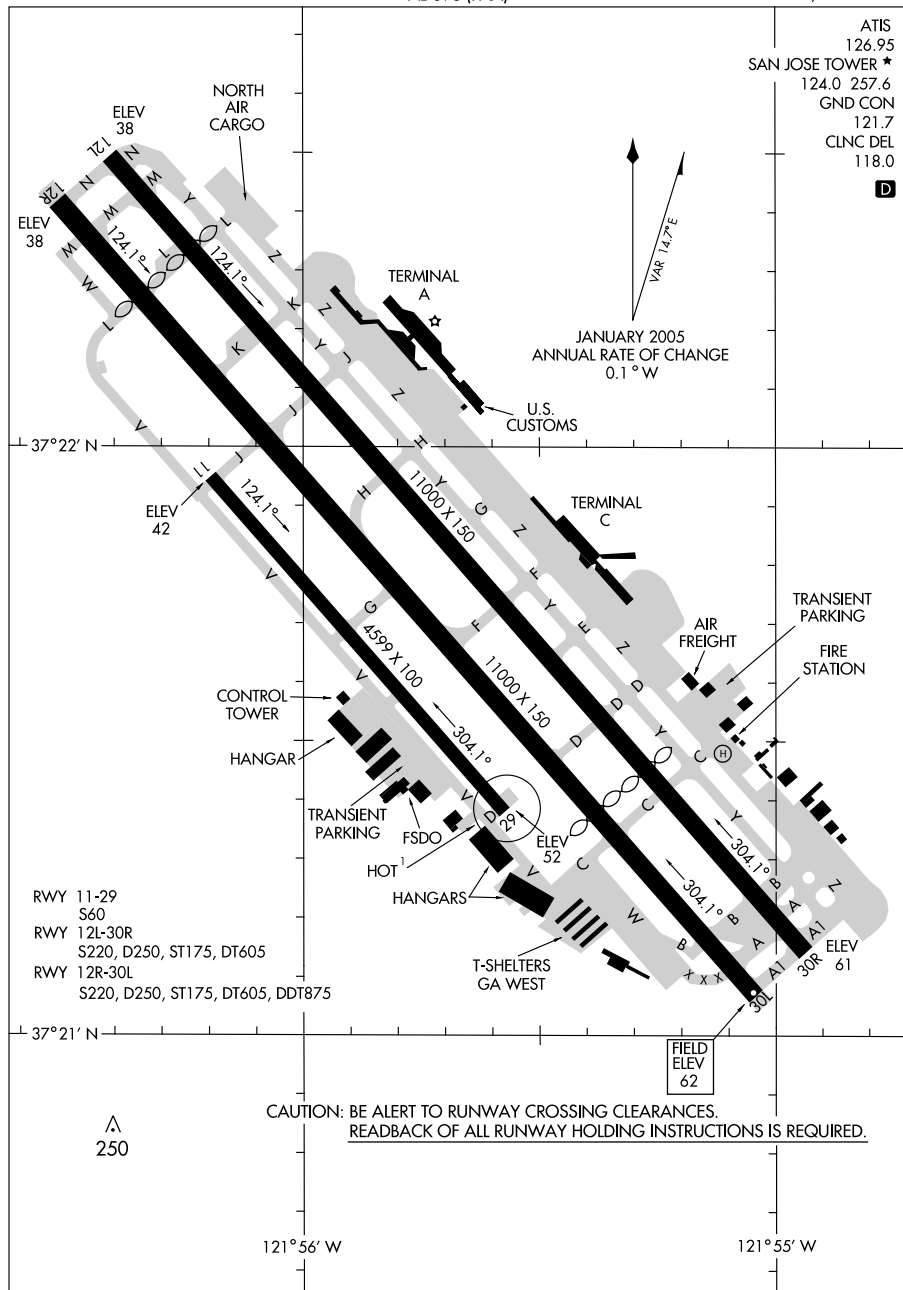 ATIS
126.95
SAN JOSE TOWER ★
124.0 257.6
GND CON
121.7
CLNC DEL
118.0
D
NORTH
AIR
CARGO
ELEV
38
12L
12R
ELEV
38
N
N
W
W
W
W
W
N
W
Y
L
Z
L
L
124.1°
124.1°
VAR 14.7° E
JANUARY 2005
ANNUAL RATE OF CHANGE
0.1° W
TERMINAL
A
U.S.
CUSTOMS
K
Z
Y
J
Z
K
J
H
Y
G
Z
V
37°22' N
J
11
ELEV
42
124.1°
H
11000 X 150
TERMINAL
C
F
F
Y
E
E
Z
V
G
4599 X 100
F
V
11000 X 150
AIR
FREIGHT
TRANSIENT
PARKING
FIRE
STATION
CONTROL
TOWER
HANGAR
304.1°
D
D
D
D
Y
C
C
H
TRANSIENT
PARKING
FSDO
V
D
29
ELEV
52
HOT 1
HANGARS
V
C
Y
304.1°
304.1°
B
B
B
A
A
Z
W
X X X
A1
A1
30R
ELEV
61
30L
T-SHELTERS
GA WEST
RWY 11-29
S60
RWY 12L-30R
S220, D250, ST175, DT605
RWY 12R-30L
S220, D250, ST175, DT605, DDT875
37°21' N
FIELD
ELEV
62
CAUTION: BE ALERT TO RUNWAY CROSSING CLEARANCES.
READBACK OF ALL RUNWAY HOLDING INSTRUCTIONS IS REQUIRED.
250
121°56' W
121°55' W